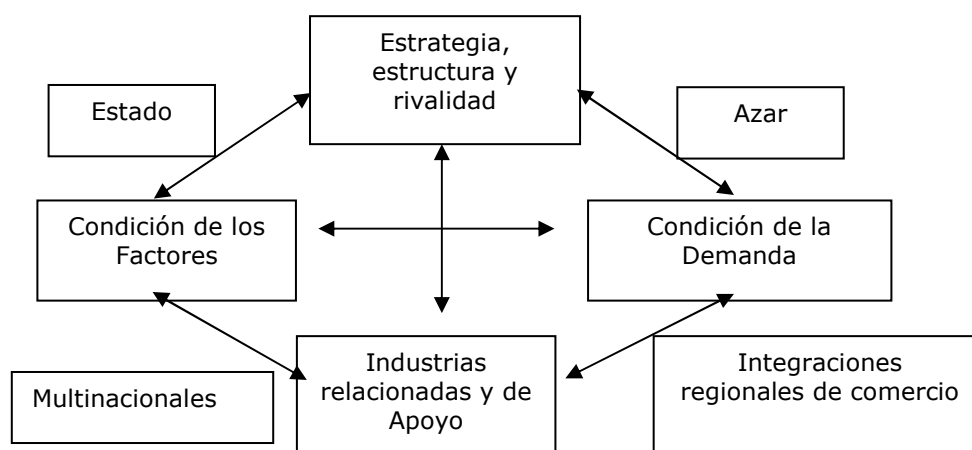 Estrategia,
estructura y
rivalidad
Estado
Azar
Condición de los
Factores
Condición de la
Demanda
Industrias
relacionadas y de
Apoyo
Integraciones
regionales de comercio
Multinacionales